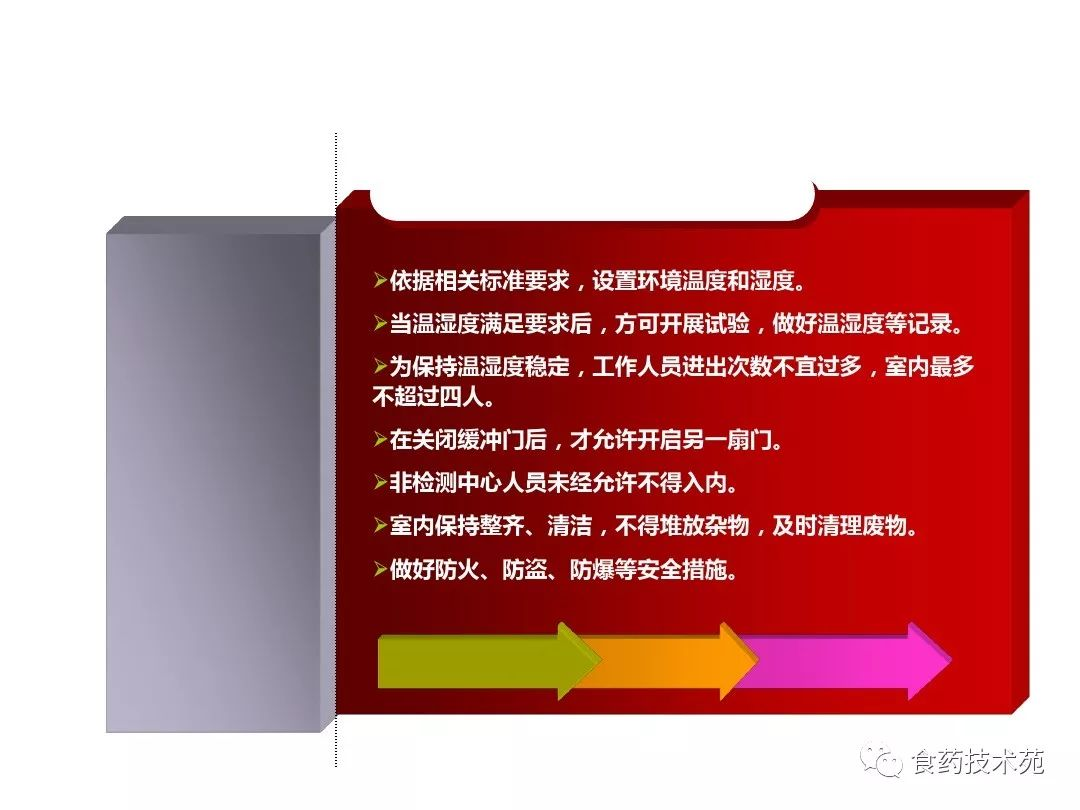 ➢依据相关标准要求，设置环境温度和湿度。
➢当温湿度满足要求后，方可开展试验，做好温湿度等记录。
➢为保持温湿度稳定，工作人员进出次数不宜过多，室内最多
不超过四人。
➢在关闭缓冲门后，才允许开启另一扇门。
➢非检测中心人员未经允许不得入内。
➢室内保持整齐、清洁，不得堆放杂物，及时清理废物。
➢做好防火、防盗、防爆等安全措施。
食药技术苑